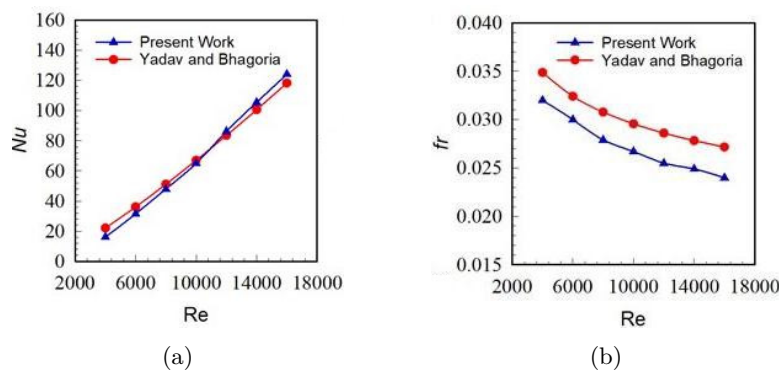 160
140
120
100
80
60
40
20
0
Nu
Present Work
Yadav and Bhagoria
2000 6000 10000 14000 18000
Re
(a)
0.040
0.035
0.030
0.025
0.020
0.015
fr
Present Work
Yadav and Bhagoria
2000 6000 10000 14000 18000
Re
(b)